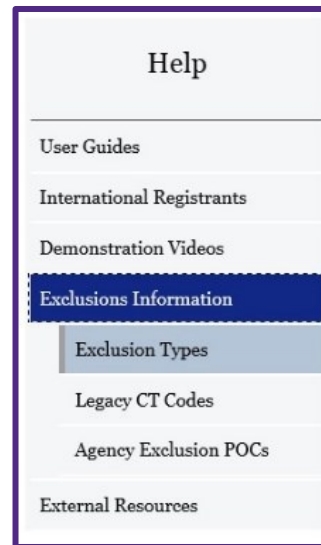 Help
User Guides
International Registrants
Demonstration Videos
Exclusions Information
Exclusion Types
Legacy CT Codes
Agency Exclusion POCs
External Resources